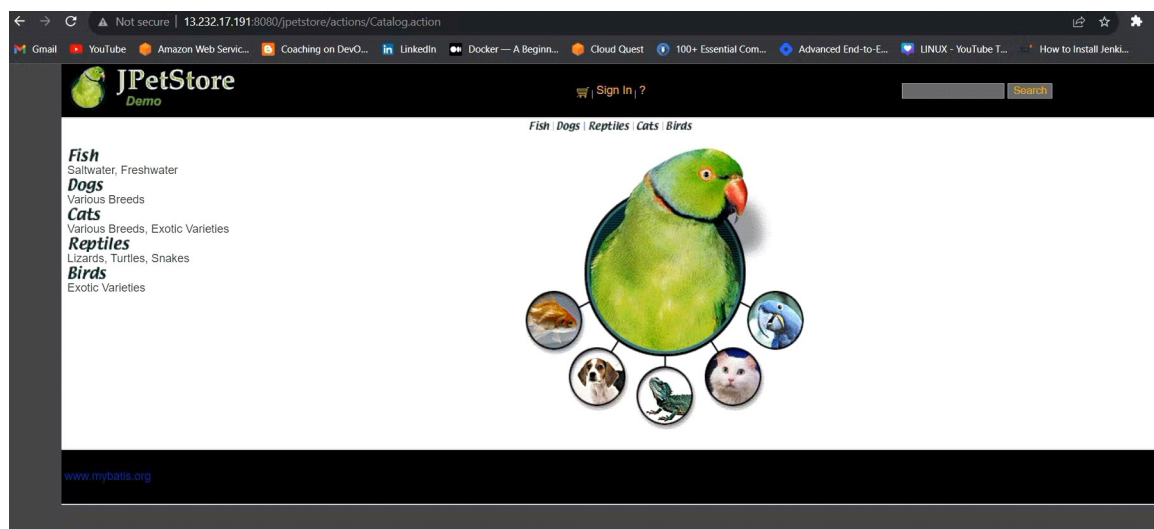 Not secure | 13.232.17.191:8080/jpetstore/actions/Catalog.action
Gmail YouTube Amazon Web Servic... Coaching on DevO... LinkedIn Docker — A Beginn... Cloud Quest 100+ Essential Com... Advanced End-to-E... LINUX - YouTube T... How to Install Jenki...
JPetStore
Demo
| Sign In | ?
Search
Fish | Dogs | Reptiles | Cats | Birds
Fish
Saltwater, Freshwater
Dogs
Various Breeds
Cats
Various Breeds, Exotic Varieties
Reptiles
Lizards, Turtles, Snakes
Birds
Exotic Varieties
www.mybatis.org